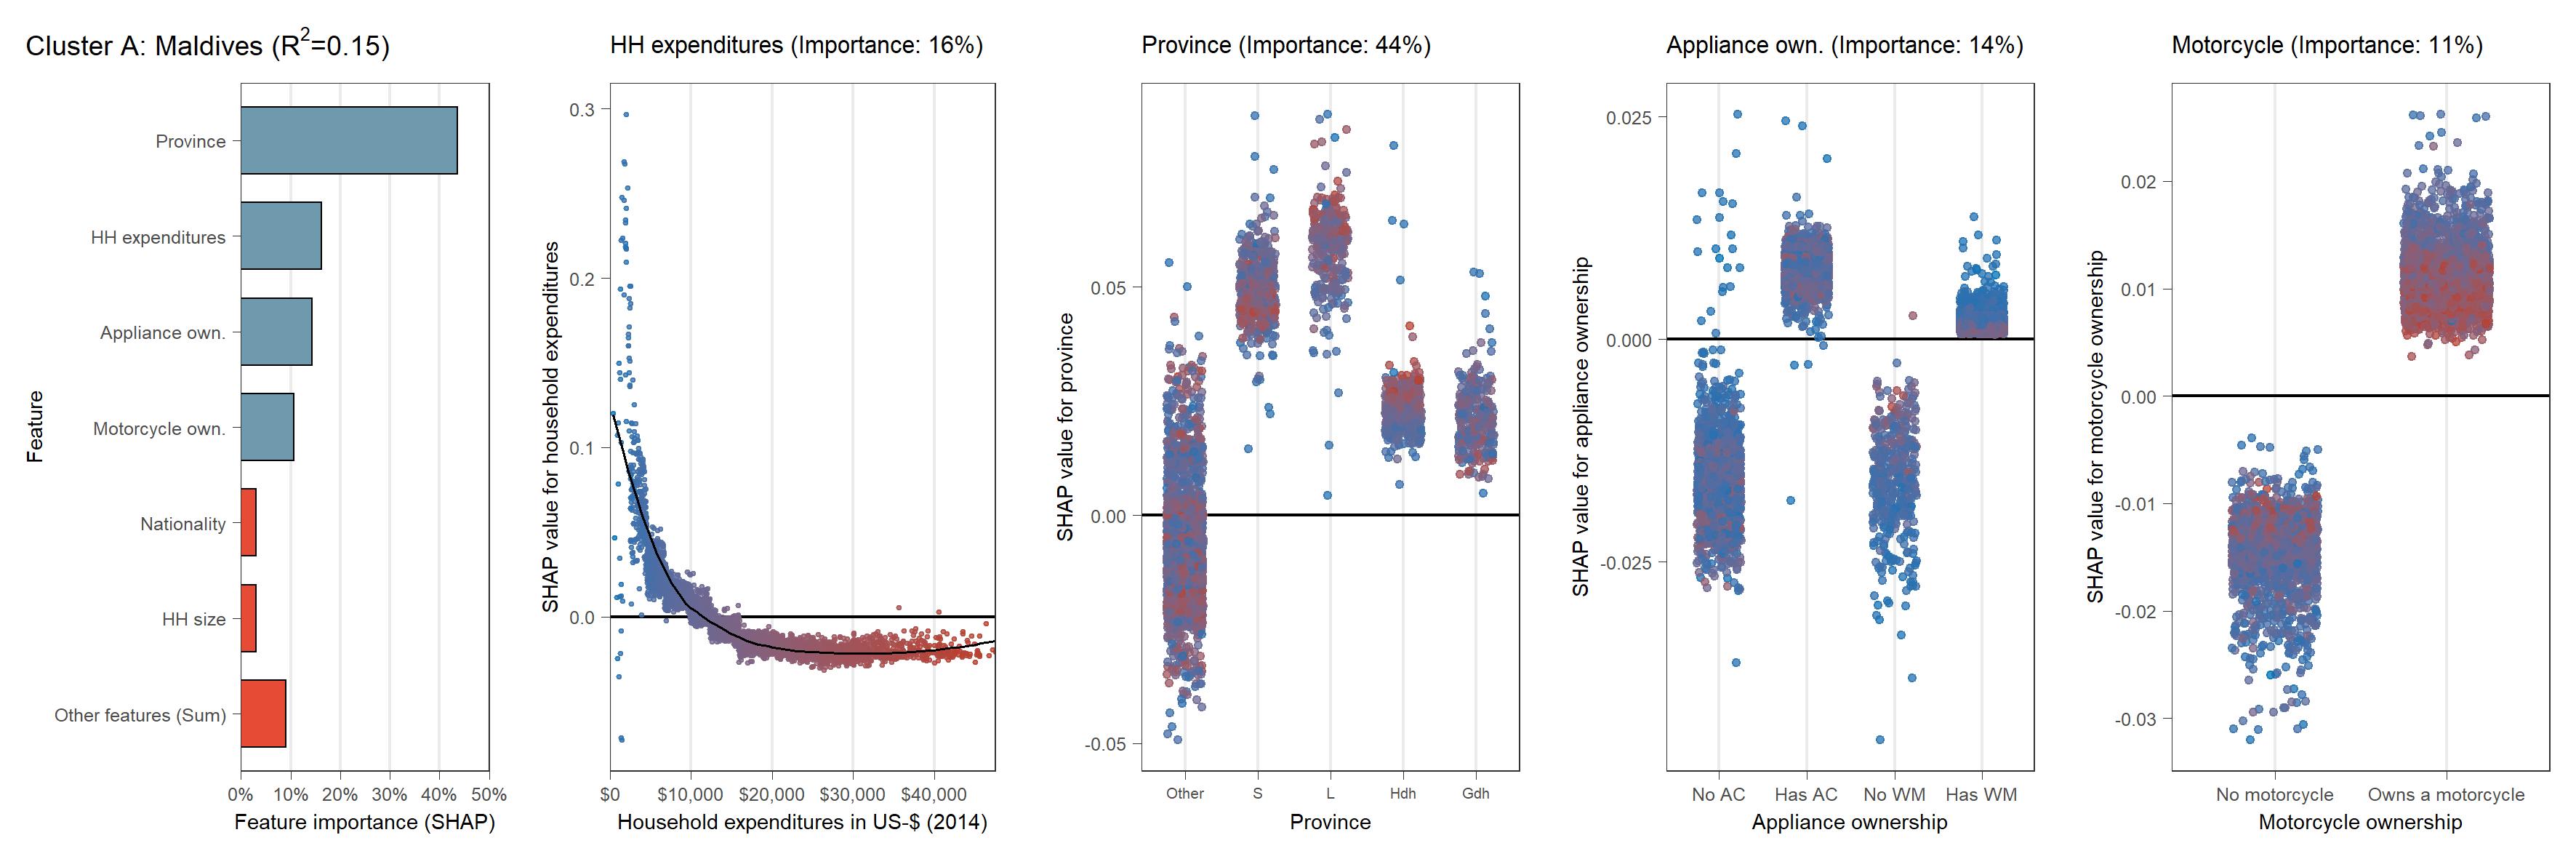 Cluster A: Maldives (R2=0.15)
Feature
Province
HH expenditures
Appliance own.
Motorcycle own.
Nationality
HH size
Other features (Sum)
0% 10% 20% 30% 40% 50%
Feature importance (SHAP)
HH expenditures (Importance: 16%)
SHAP value for household expenditures
0.3
0.2
0.1
0.0
$0 $10,000 $20,000 $30,000 $40,000
Household expenditures in US-$ (2014)
Province (Importance: 44%)
SHAP value for province
0.05
0.00
-0.05
Other S L Hdh Gdh
Province
Appliance own. (Importance: 14%)
SHAP value for appliance ownership
0.025
0.000
-0.025
No AC Has AC No WM Has WM
Appliance ownership
Motorcycle (Importance: 11%)
SHAP value for motorcycle ownership
0.02
0.01
0.00
-0.01
-0.02
-0.03
No motorcycle Owns a motorcycle
Motorcycle ownership